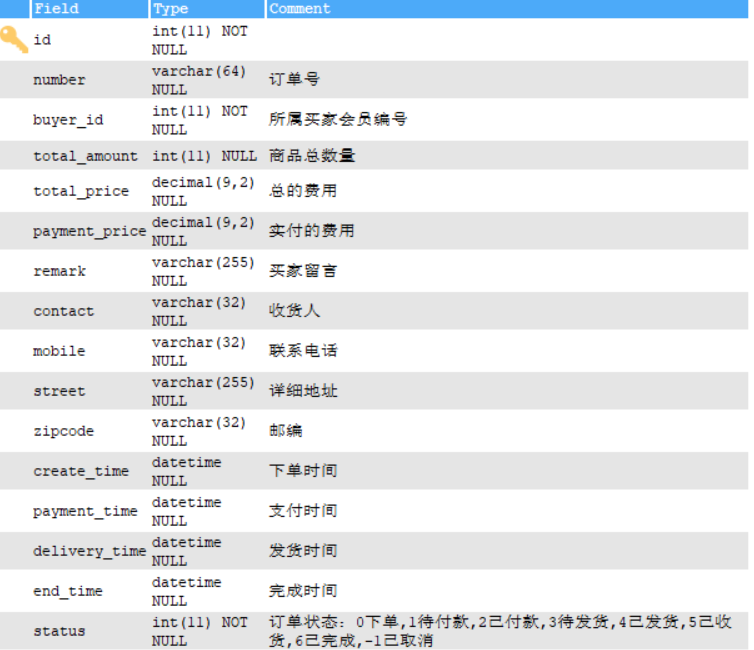 Field Type Comment
id int(11) NOT
NULL
number varchar(64)
NULL 订单号
buyer_id int(11) NOT
NULL 所属买家会员编号
total_amount int(11) NULL 商品总数量
total_price decimal(9,2)
NULL 总的费用
payment_price decimal(9,2)
NULL 实付的费用
remark varchar(255)
NULL 买家留言
contact varchar(32)
NULL 收货人
mobile varchar(32)
NULL 联系电话
street varchar(255)
NULL 详细地址
zipcode varchar(32)
NULL 邮编
create_time datetime
NULL 下单时间
payment_time datetime
NULL 支付时间
delivery_time datetime
NULL 发货时间
end_time datetime
NULL 完成时间
status int(11) NOT
NULL 订单状态：0下单,1待付款,2已付款,3待发货,4已发货,5已收
货,6已完成,-1已取消